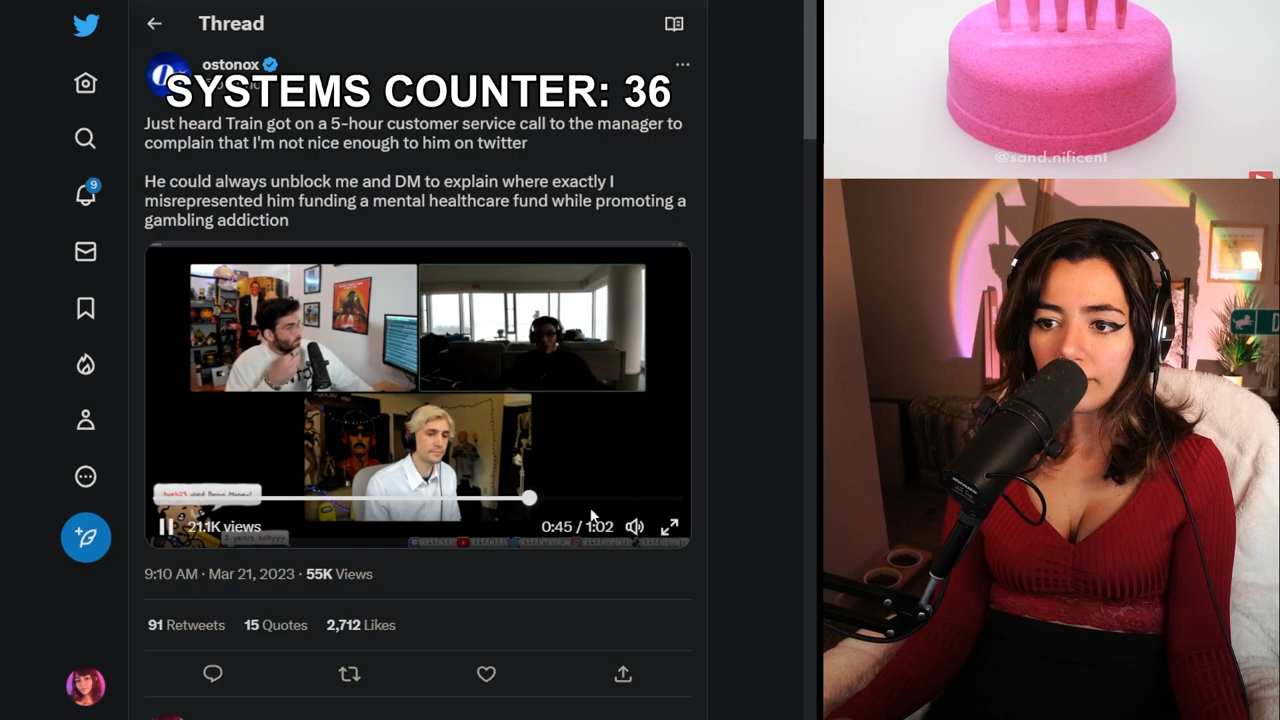 Thread
ostonox
SYSTEMS COUNTER: 36
Just heard Train got on a 5-hour customer service call to the manager to
complain that I'm not nice enough to him on twitter
He could always unblock me and DM to explain where exactly I
misrepresented him funding a mental healthcare fund while promoting a
gambling addiction
21.1K views
0:45 / 1:02
9:10 AM · Mar 21, 2023 · 55K Views
91 Retweets 15 Quotes 2,712 Likes
9
@sand.nificent